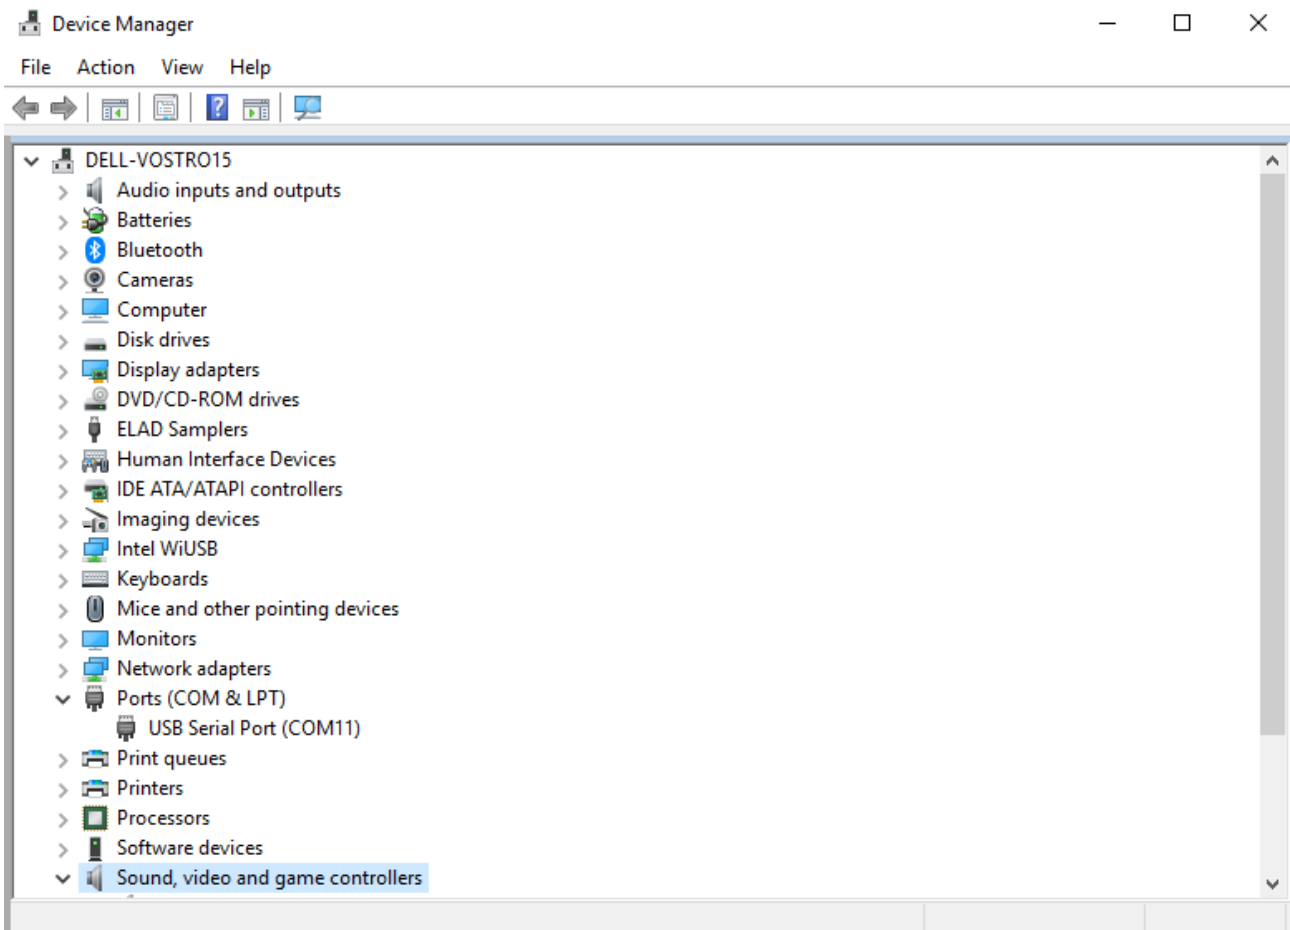 Device Manager
File Action View Help
DELL-VOSTRO15
Audio inputs and outputs
Batteries
Bluetooth
Cameras
Computer
Disk drives
Display adapters
DVD/CD-ROM drives
ELAD Samplers
Human Interface Devices
IDE ATA/ATAPI controllers
Imaging devices
Intel WiUSB
Keyboards
Mice and other pointing devices
Monitors
Network adapters
Ports (COM & LPT)
USB Serial Port (COM11)
Print queues
Printers
Processors
Software devices
Sound, video and game controllers